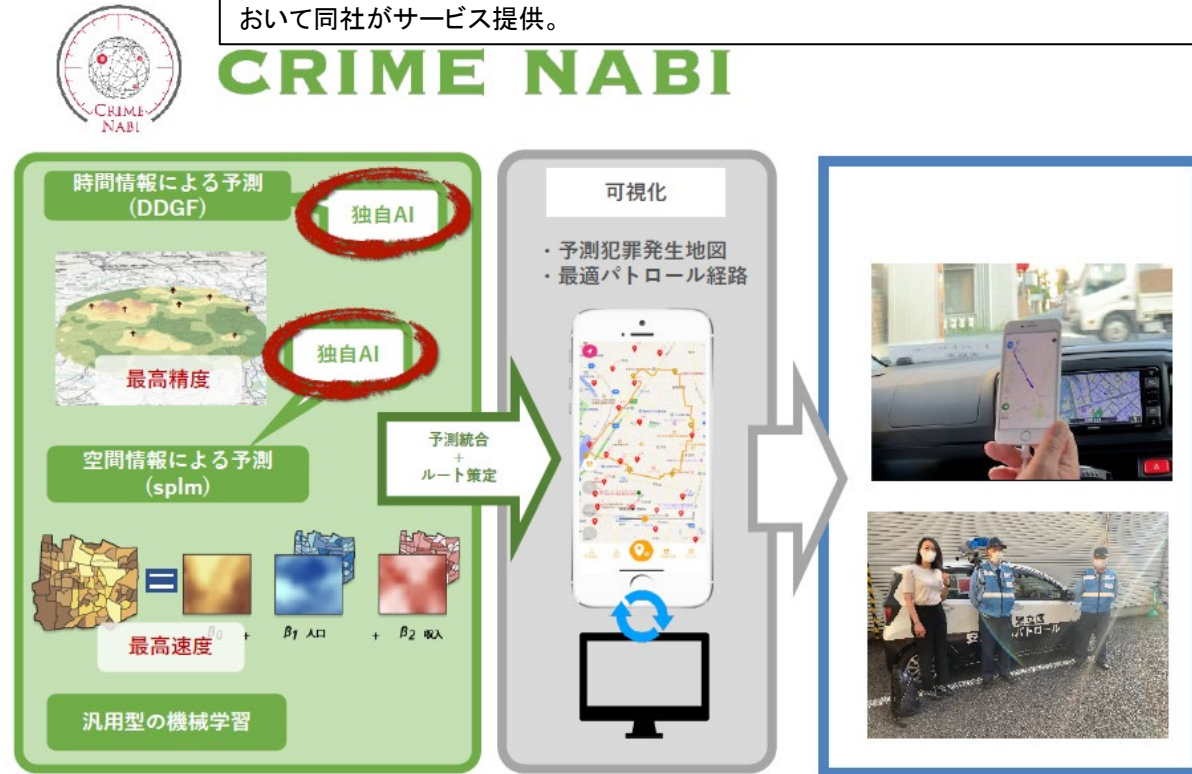 おいて同社がサービス提供。
CRIME NABI
CRIME
NABI
時間情報による予測
(DDGF)
独自AI
最高精度
独自AI
空間情報による予測
(splm)
β0 + β1 人口 + β2 収入
最高速度
汎用型の機械学習
予測統合
+
ルート策定
可視化
・予測犯罪発生地図
・最適パトロール経路
足立区
パトロール